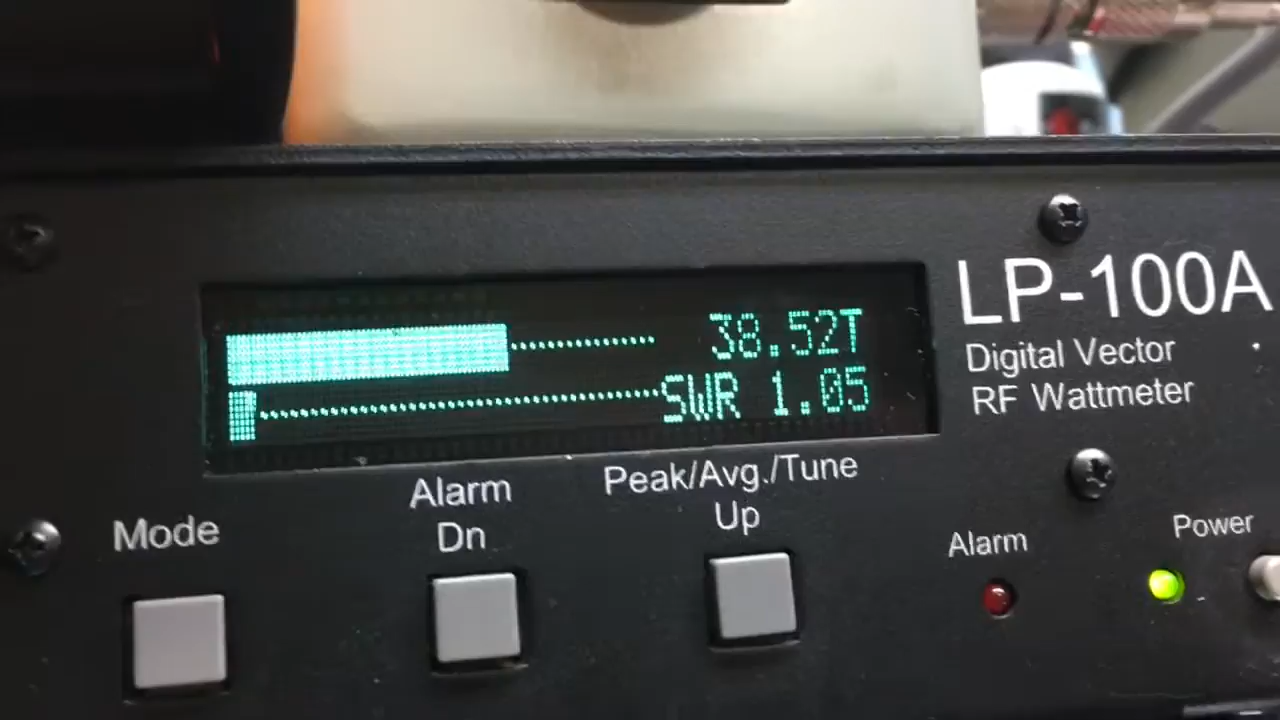 38.52T
SWR 1.05
LP-100A
Digital Vector
RF Wattmeter
Mode
Alarm
Dn
Peak/Avg./Tune
Up
Alarm
Power